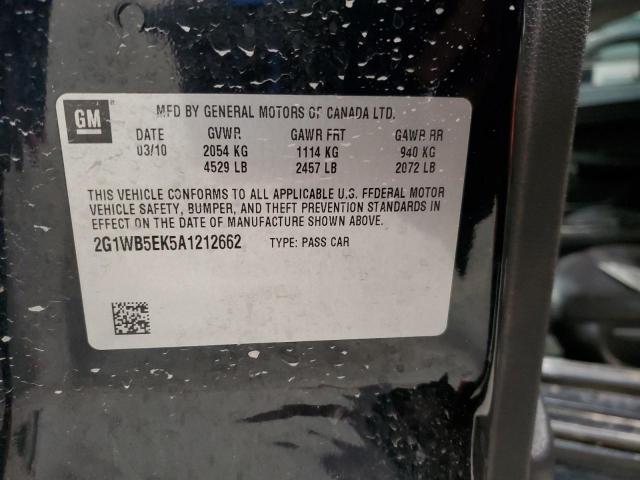 GM
MFD BY GENERAL MOTORS OF CANADA LTD.
DATE GVWR GAWR FRT GAWR RR
03/10 2054 KG 1114 KG 940 KG
4529 LB 2457 LB 2072 LB
THIS VEHICLE CONFORMS TO ALL APPLICABLE U.S. FEDERAL MOTOR
VEHICLE SAFETY, BUMPER, AND THEFT PREVENTION STANDARDS IN
EFFECT ON THE DATE OF MANUFACTURE SHOWN ABOVE.
2G1WB5EK5A1212662 TYPE: PASS CAR